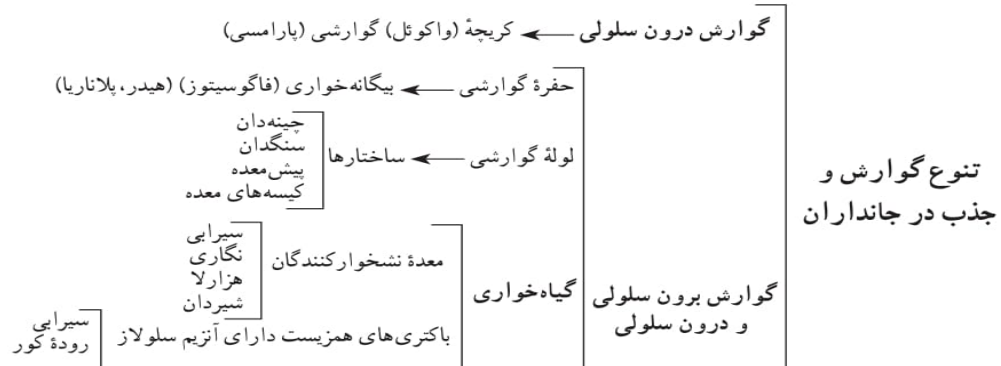 تنوع گوارش و
جذب در جانداران
گوارش درون سلولی
کریچهٔ (واکوئل) گوارشی (پارامسی)
گوارش برون سلولی
و درون سلولی
حفرهٔ گوارشی
بیگانه‌خواری (فاگوسیتوز) (هیدر، پلاناریا)
لولهٔ گوارشی
ساختارها
چینه‌دان
سنگدان
پیش‌معده
کیسه‌های معده
گیاه‌خواری
معدهٔ نشخوارکنندگان
سیرابی
نگاری
هزارلا
شیردان
باکتری‌های همزیست دارای آنزیم سلولاز
سیرابی
رودهٔ کور